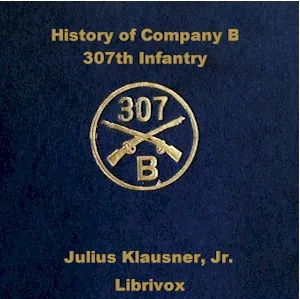 History of Company B
307th Infantry
307
B
Julius Klausner, Jr.
Librivox